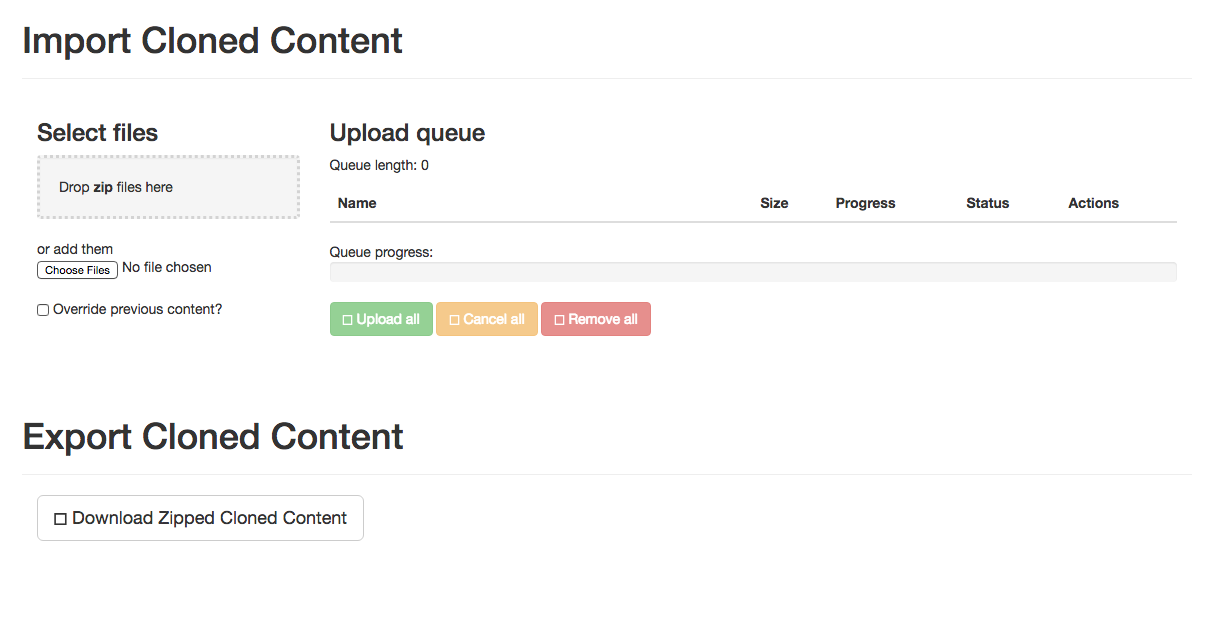 Import Cloned Content
Select files
Drop zip files here
or add them
Choose Files No file chosen
Override previous content?
Upload queue
Queue length: 0
Name Size Progress Status Actions
Queue progress:
Upload all Cancel all Remove all
Export Cloned Content
Download Zipped Cloned Content